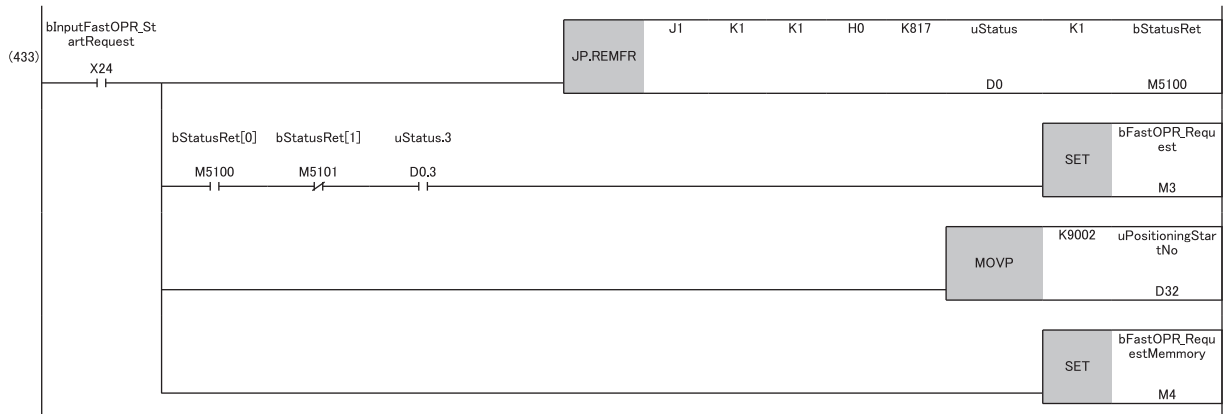 bInputFastOPR_St
artRequest
(433)
X24
JP.REMFR
J1 K1 K1 H0 K817 uStatus K1 bStatusRet
D0 M5100
bStatusRet[0] bStatusRet[1] uStatus.3
M5100 M5101 D0.3
SET
bFastOPR_Requ
est
M3
MOVP
K9002 uPositioningStar
tNo
D32
SET
bFastOPR_Requ
estMemmory
M4